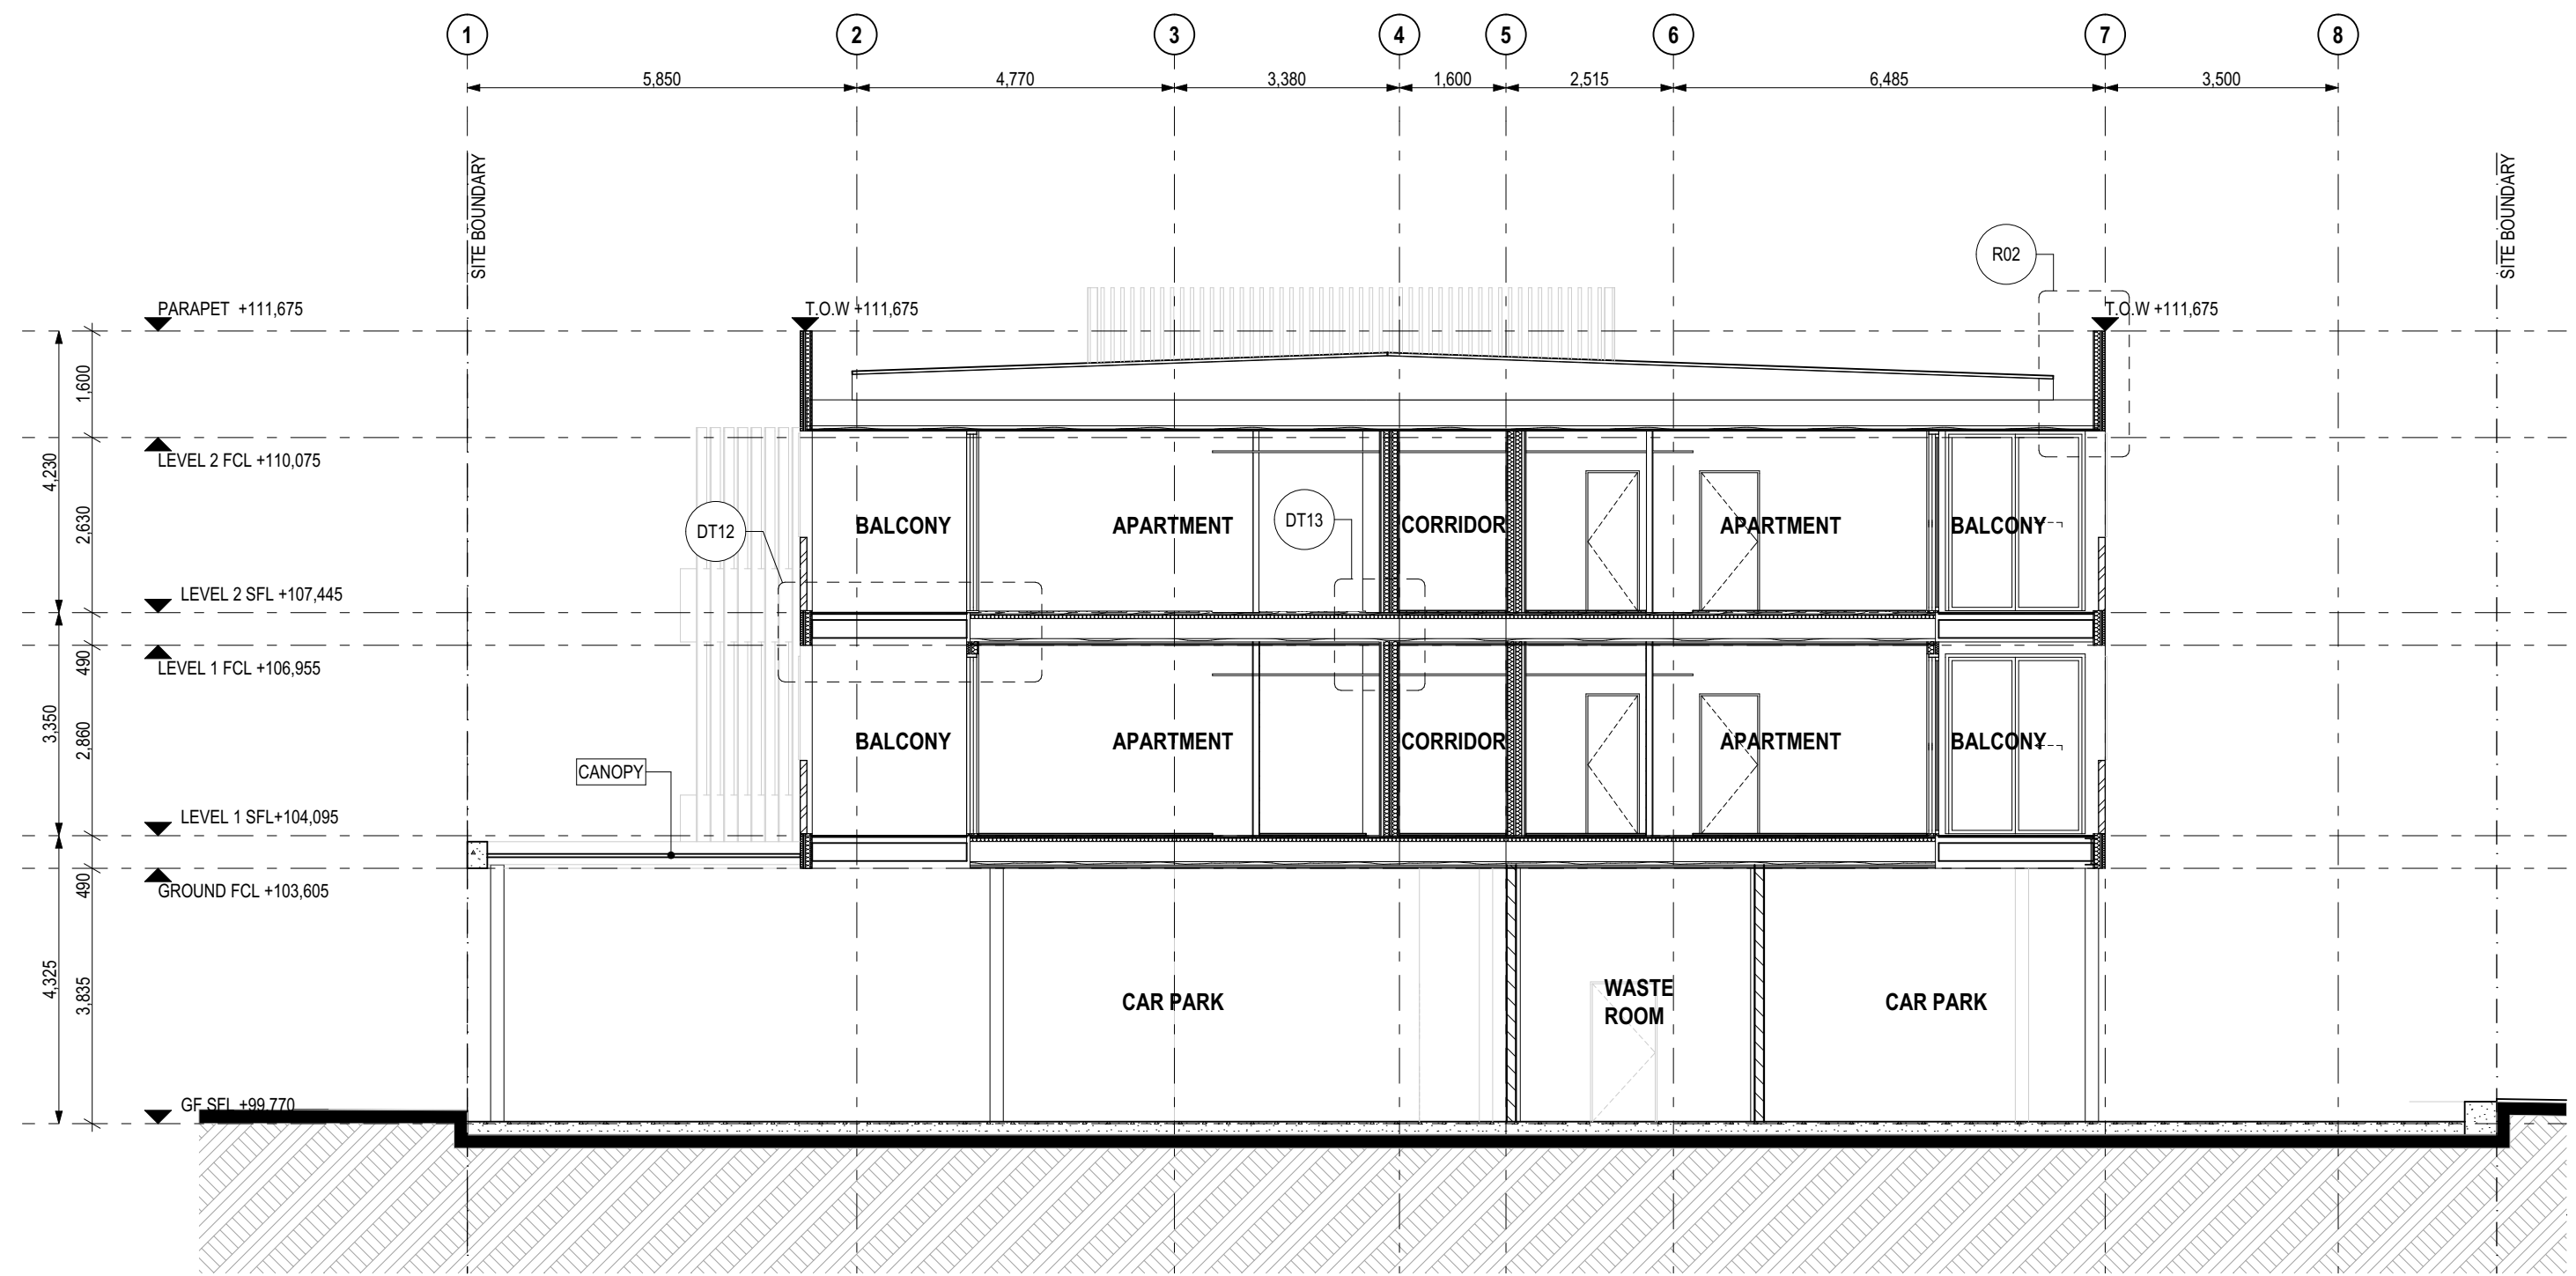 1 2 3 4 5 6 7 8
5,850 4,770 3,380 1,600 2,515 6,485 3,500
SITE BOUNDARY
SITE BOUNDARY
R02
PARAPET +111,675
T.O.W +111,675
T.O.W +111,675
1,600
LEVEL 2 FCL +110,075
4,230
2,630
DT12
BALCONY
APARTMENT
DT13
CORRIDOR
APARTMENT
BALCONY
LEVEL 2 SFL +107,445
490
LEVEL 1 FCL +106,955
3,350
2,860
BALCONY
APARTMENT
CORRIDOR
APARTMENT
BALCONY
CANOPY
LEVEL 1 SFL+104,095
490
GROUND FCL +103,605
4,325
3,835
CAR PARK
WASTE
ROOM
CAR PARK
GF SFL +99,770